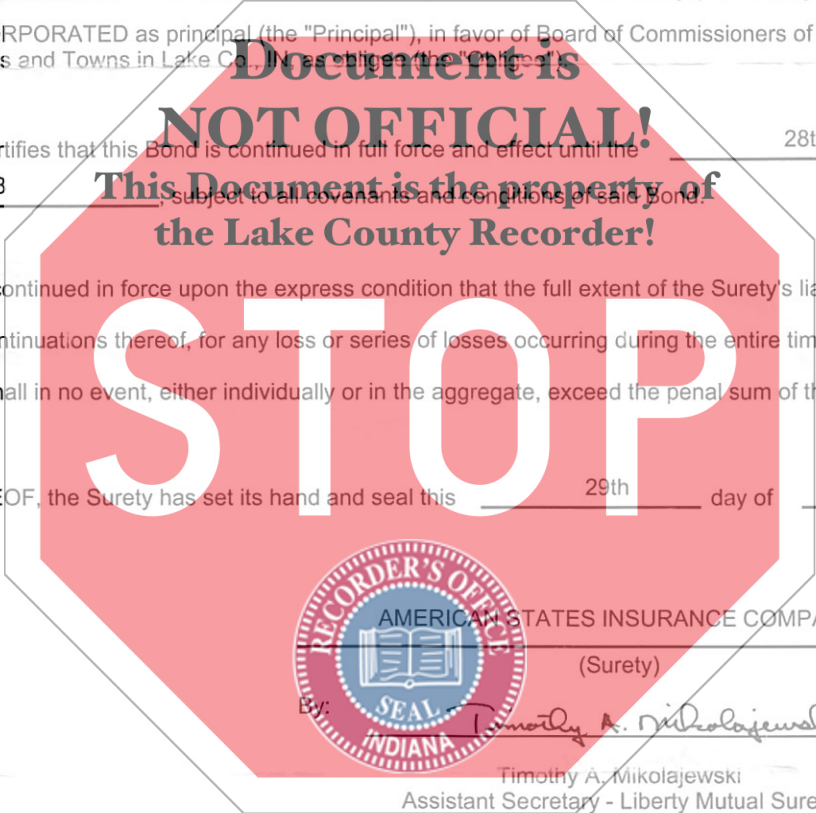 RPORATED as principal (the "Principal"), in favor of Board of Commissioners of
s and Towns in Lake Co., IN, as obligee (the "Obligee").
Document is
NOT OFFICIAL!
rtifies that this Bond is continued in full force and effect until the 28t
This Document is the property of
, subject to all covenants and conditions of said Bond.
the Lake County Recorder!
ontinued in force upon the express condition that the full extent of the Surety's lia
ntinuations thereof, for any loss or series of losses occurring during the entire tim
STOP
hall in no event, either individually or in the aggregate, exceed the penal sum of th
EOF, the Surety has set its hand and seal this 29th day of
RECORDER'S OFFICE
SEAL
INDIANA
AMERICAN STATES INSURANCE COMPA
(Surety)
By: Timothy A. Mikolajewsk
Timothy A. Mikolajewski
Assistant Secretary - Liberty Mutual Sure